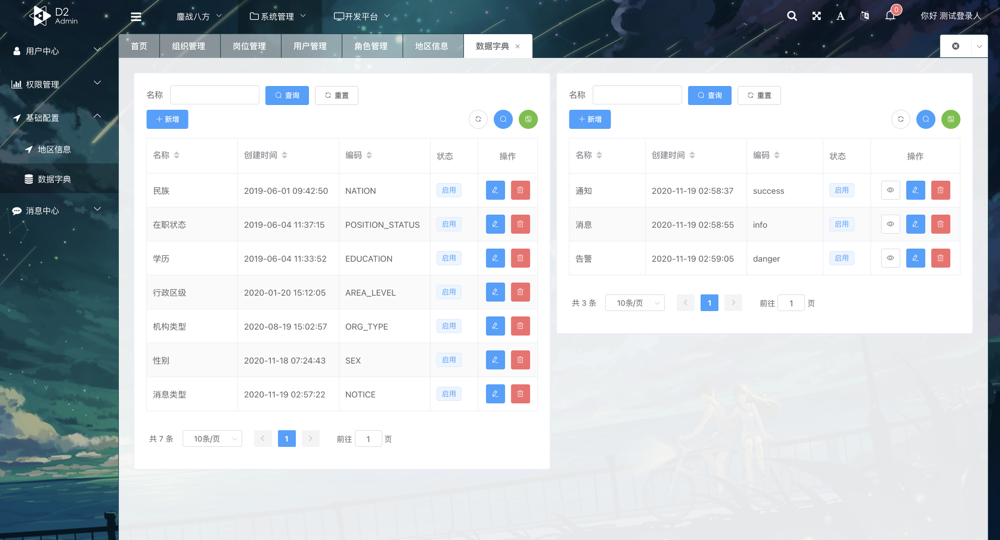 D2 Admin
鏖战八方 系统管理 开发平台
0
你好 测试登录人
用户中心
权限管理
基础配置
地区信息
数据字典
消息中心
首页 组织管理 岗位管理 用户管理 角色管理 地区信息 数据字典
名称 查询 重置
新增
名称 创建时间 编码 状态 操作
民族 2019-06-01 09:42:50 NATION 启用
在职状态 2019-06-04 11:37:15 POSITION_STATUS 启用
学历 2019-06-04 11:33:52 EDUCATION 启用
行政区级 2020-01-20 15:12:05 AREA_LEVEL 启用
机构类型 2020-08-19 15:02:57 ORG_TYPE 启用
性别 2020-11-18 07:24:43 SEX 启用
消息类型 2020-11-19 02:57:22 NOTICE 启用
共 7 条 10条/页 1 前往 1 页
名称 查询 重置
新增
名称 创建时间 编码 状态 操作
通知 2020-11-19 02:58:37 success 启用
消息 2020-11-19 02:58:55 info 启用
告警 2020-11-19 02:59:05 danger 启用
共 3 条 10条/页 1 前往 1 页